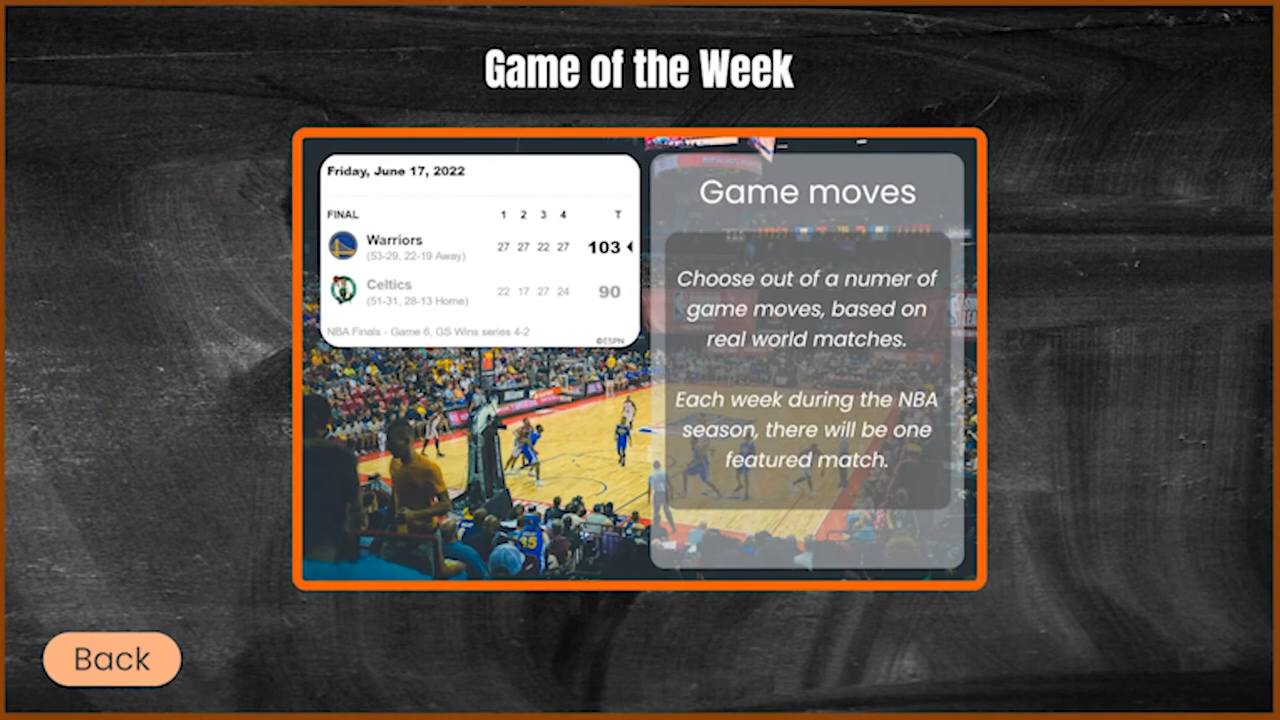 Game of the Week
Friday, June 17, 2022
FINAL 1 2 3 4 T
Warriors 27 27 22 27 103
(53-29, 22-19 Away)
Celtics 22 17 27 24 90
(51-31, 28-13 Home)
NBA Finals - Game 6, GS Wins series 4-2
©ESPN
Game moves
Choose out of a numer of
game moves, based on
real world matches.
Each week during the NBA
season, there will be one
featured match.
Back